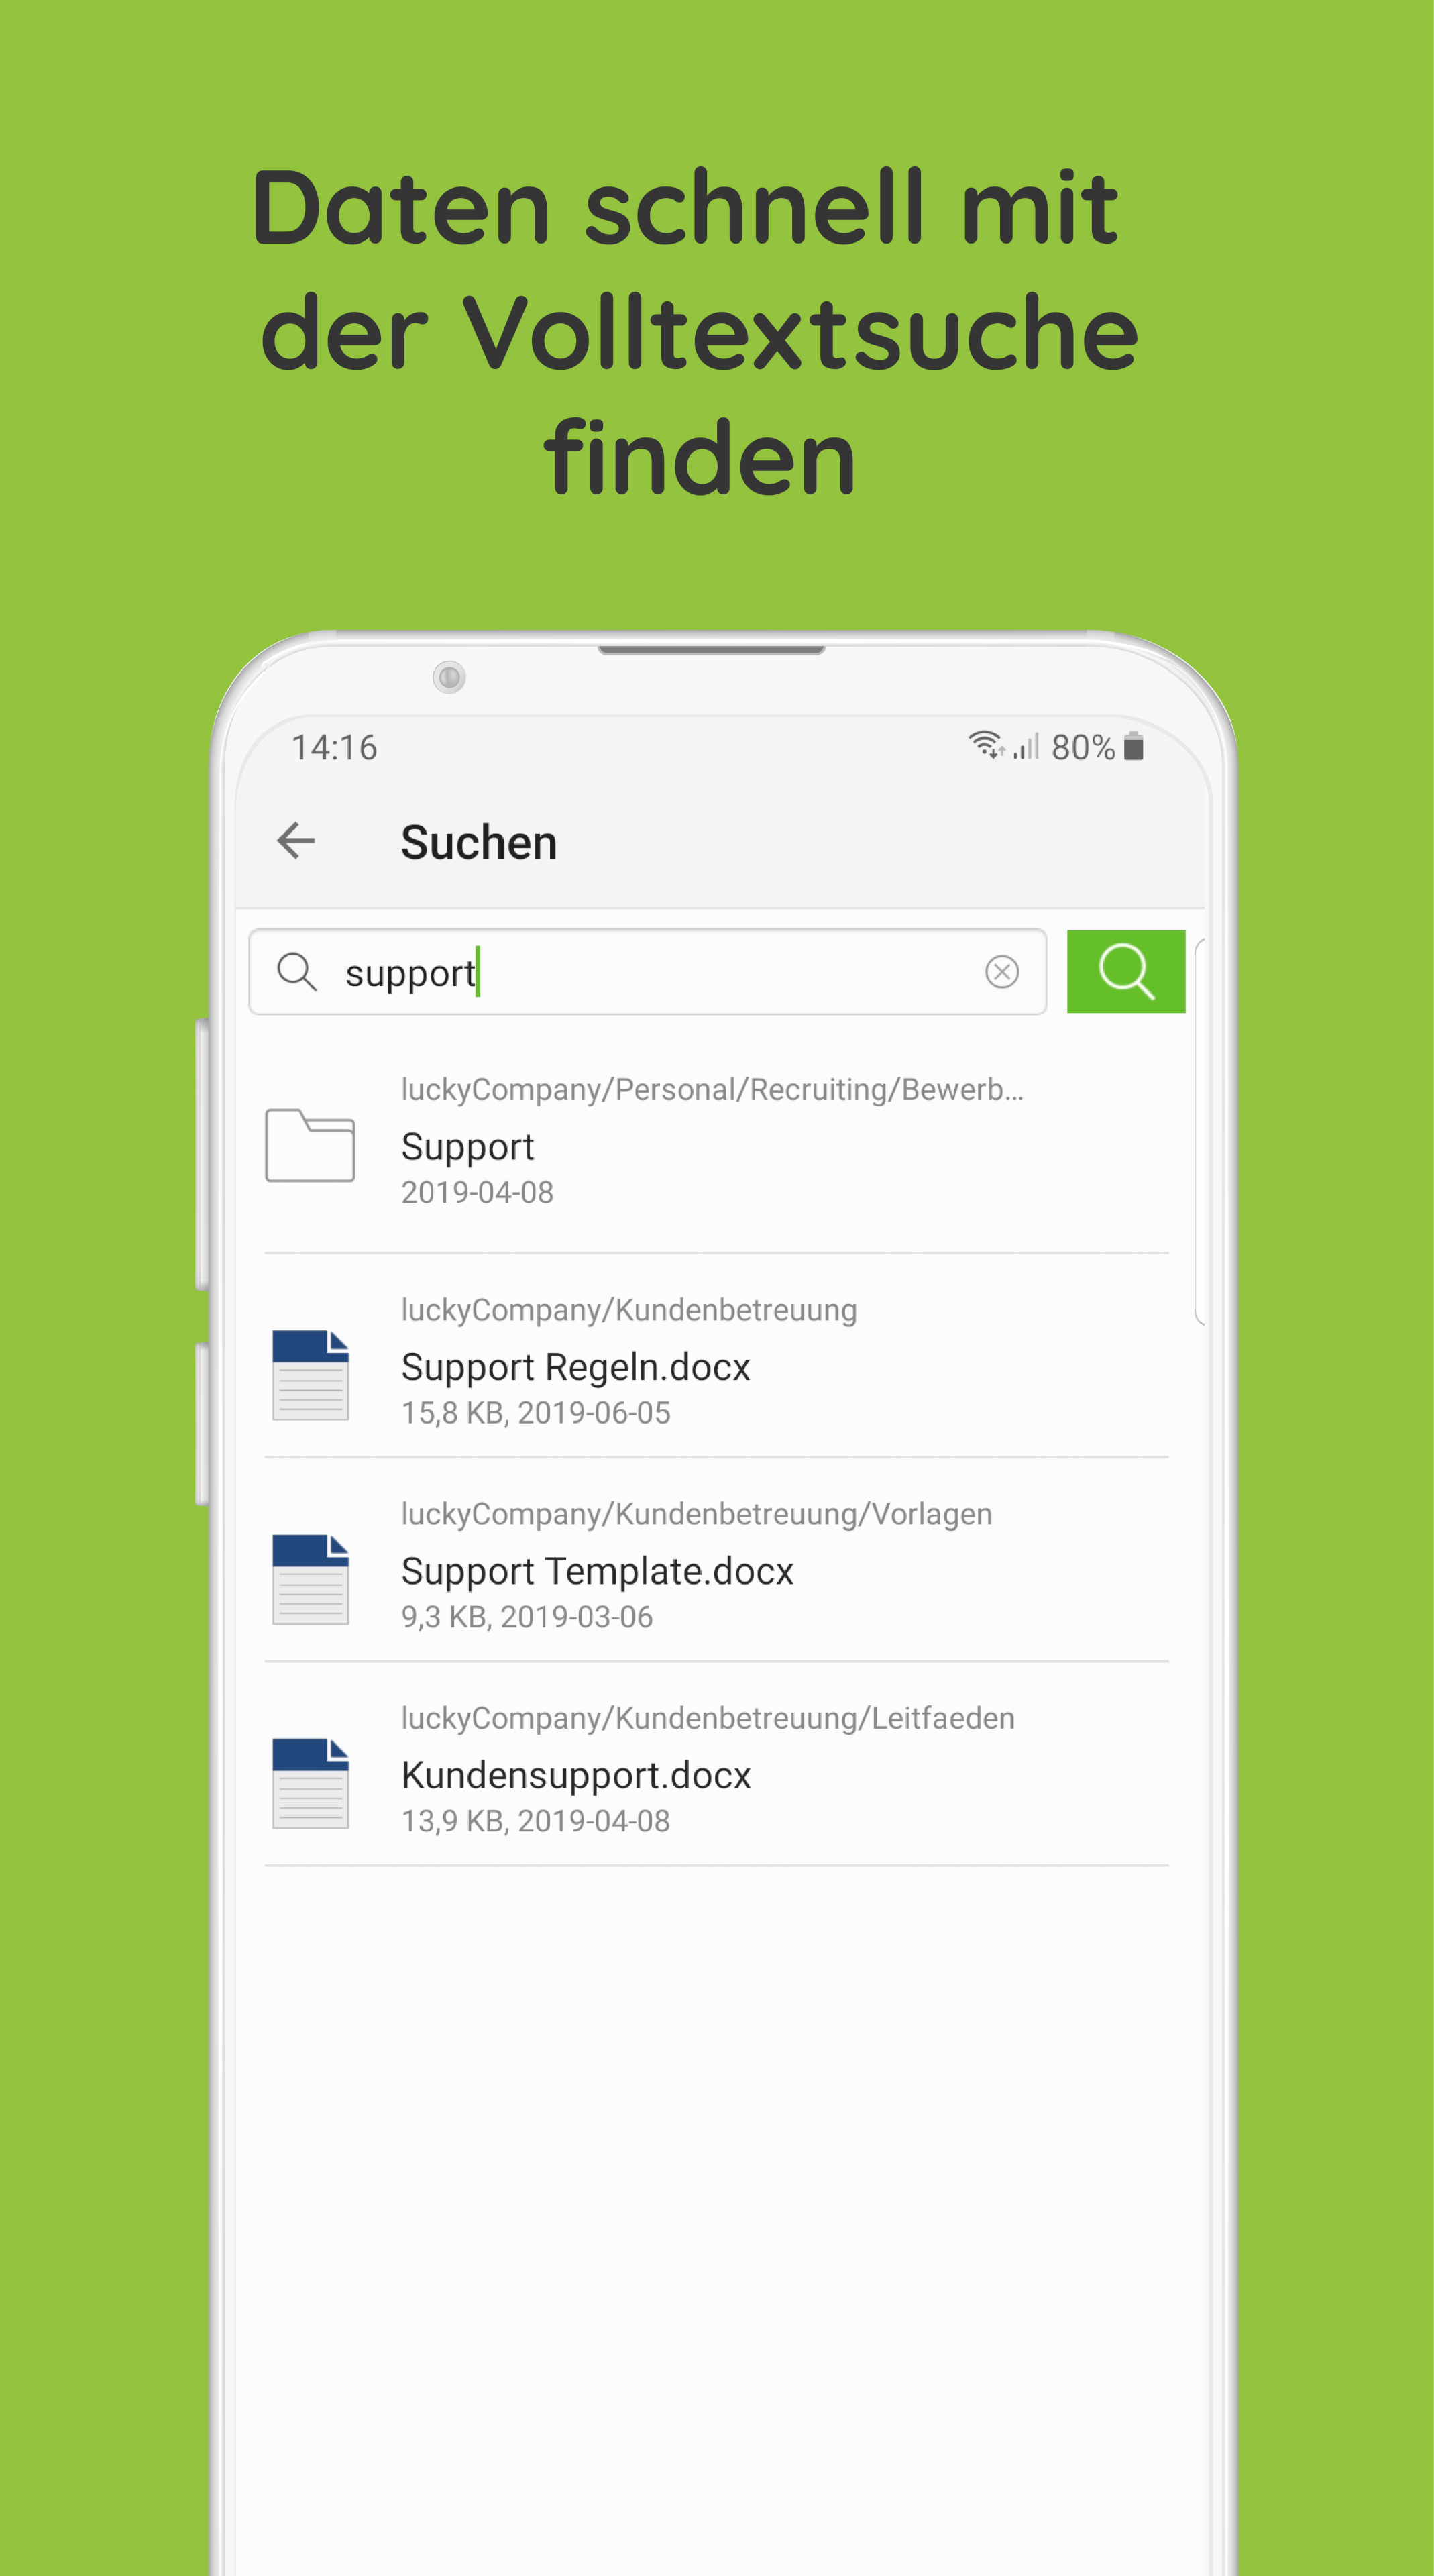 Daten schnell mit
der Volltextsuche
finden
14:16
80%
Suchen
support
luckyCompany/Personal/Recruiting/Bewerb...
Support
2019-04-08
luckyCompany/Kundenbetreuung
Support Regeln.docx
15,8 KB, 2019-06-05
luckyCompany/Kundenbetreuung/Vorlagen
Support Template.docx
9,3 KB, 2019-03-06
luckyCompany/Kundenbetreuung/Leitfaeden
Kundensupport.docx
13,9 KB, 2019-04-08